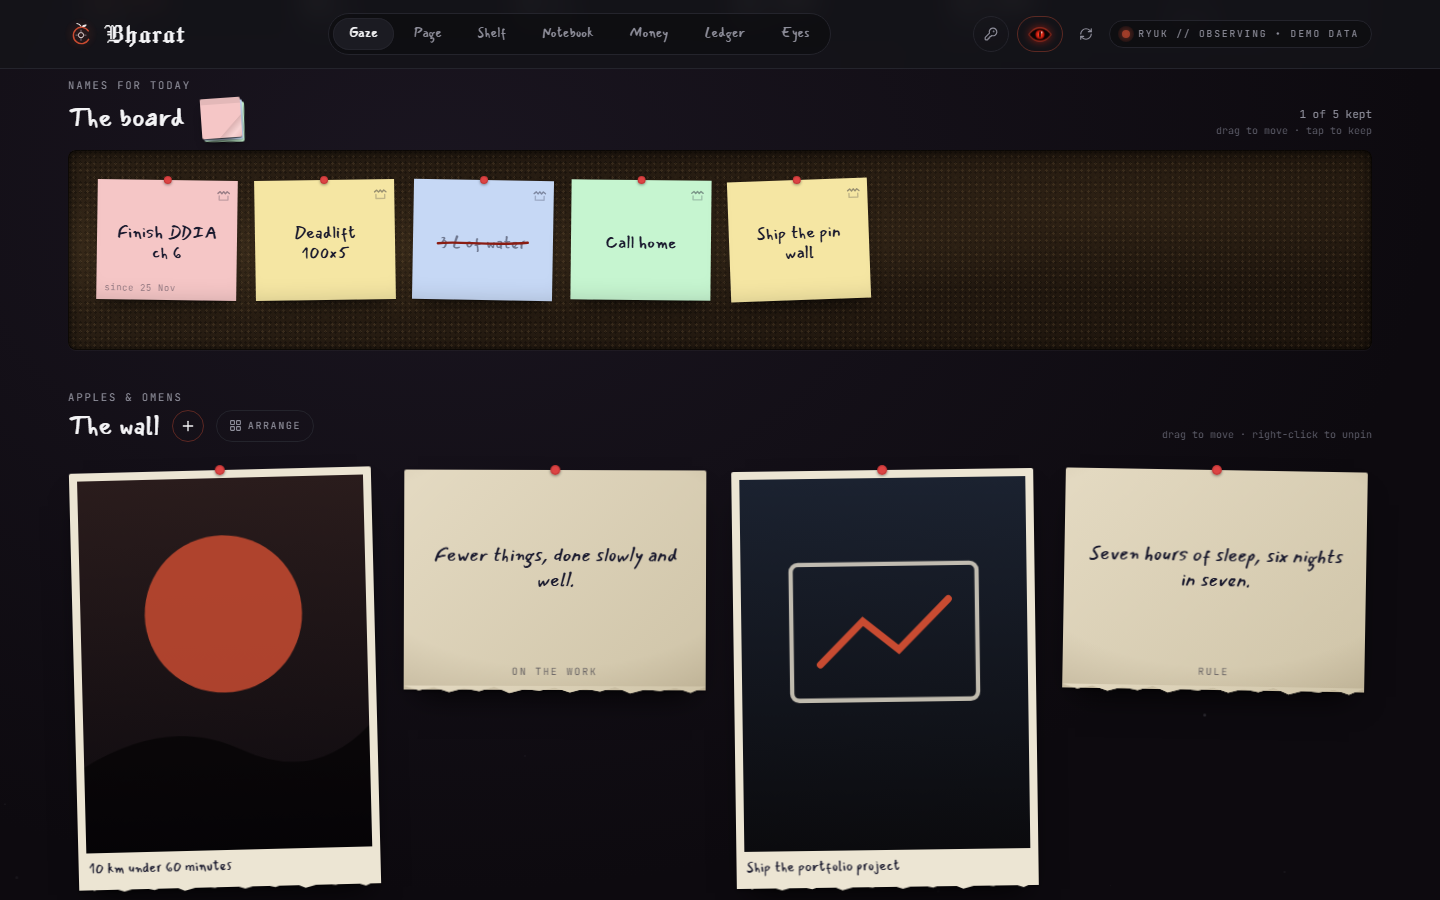 Bharat
Gaze
Page
Shelf
Notebook
Money
Ledger
Eyes
RYUK // OBSERVING • DEMO DATA
NAMES FOR TODAY
The board
1 of 5 kept
drag to move · tap to keep
Finish DDIA
ch 6
since 25 Nov
Deadlift
100x5
3 L of water
Call home
Ship the pin
wall
APPLES & OMENS
The wall
ARRANGE
drag to move · right-click to unpin
10 km under 60 minutes
Fewer things, done slowly and
well.
ON THE WORK
Ship the portfolio project
Seven hours of sleep, six nights
in seven.
RULE